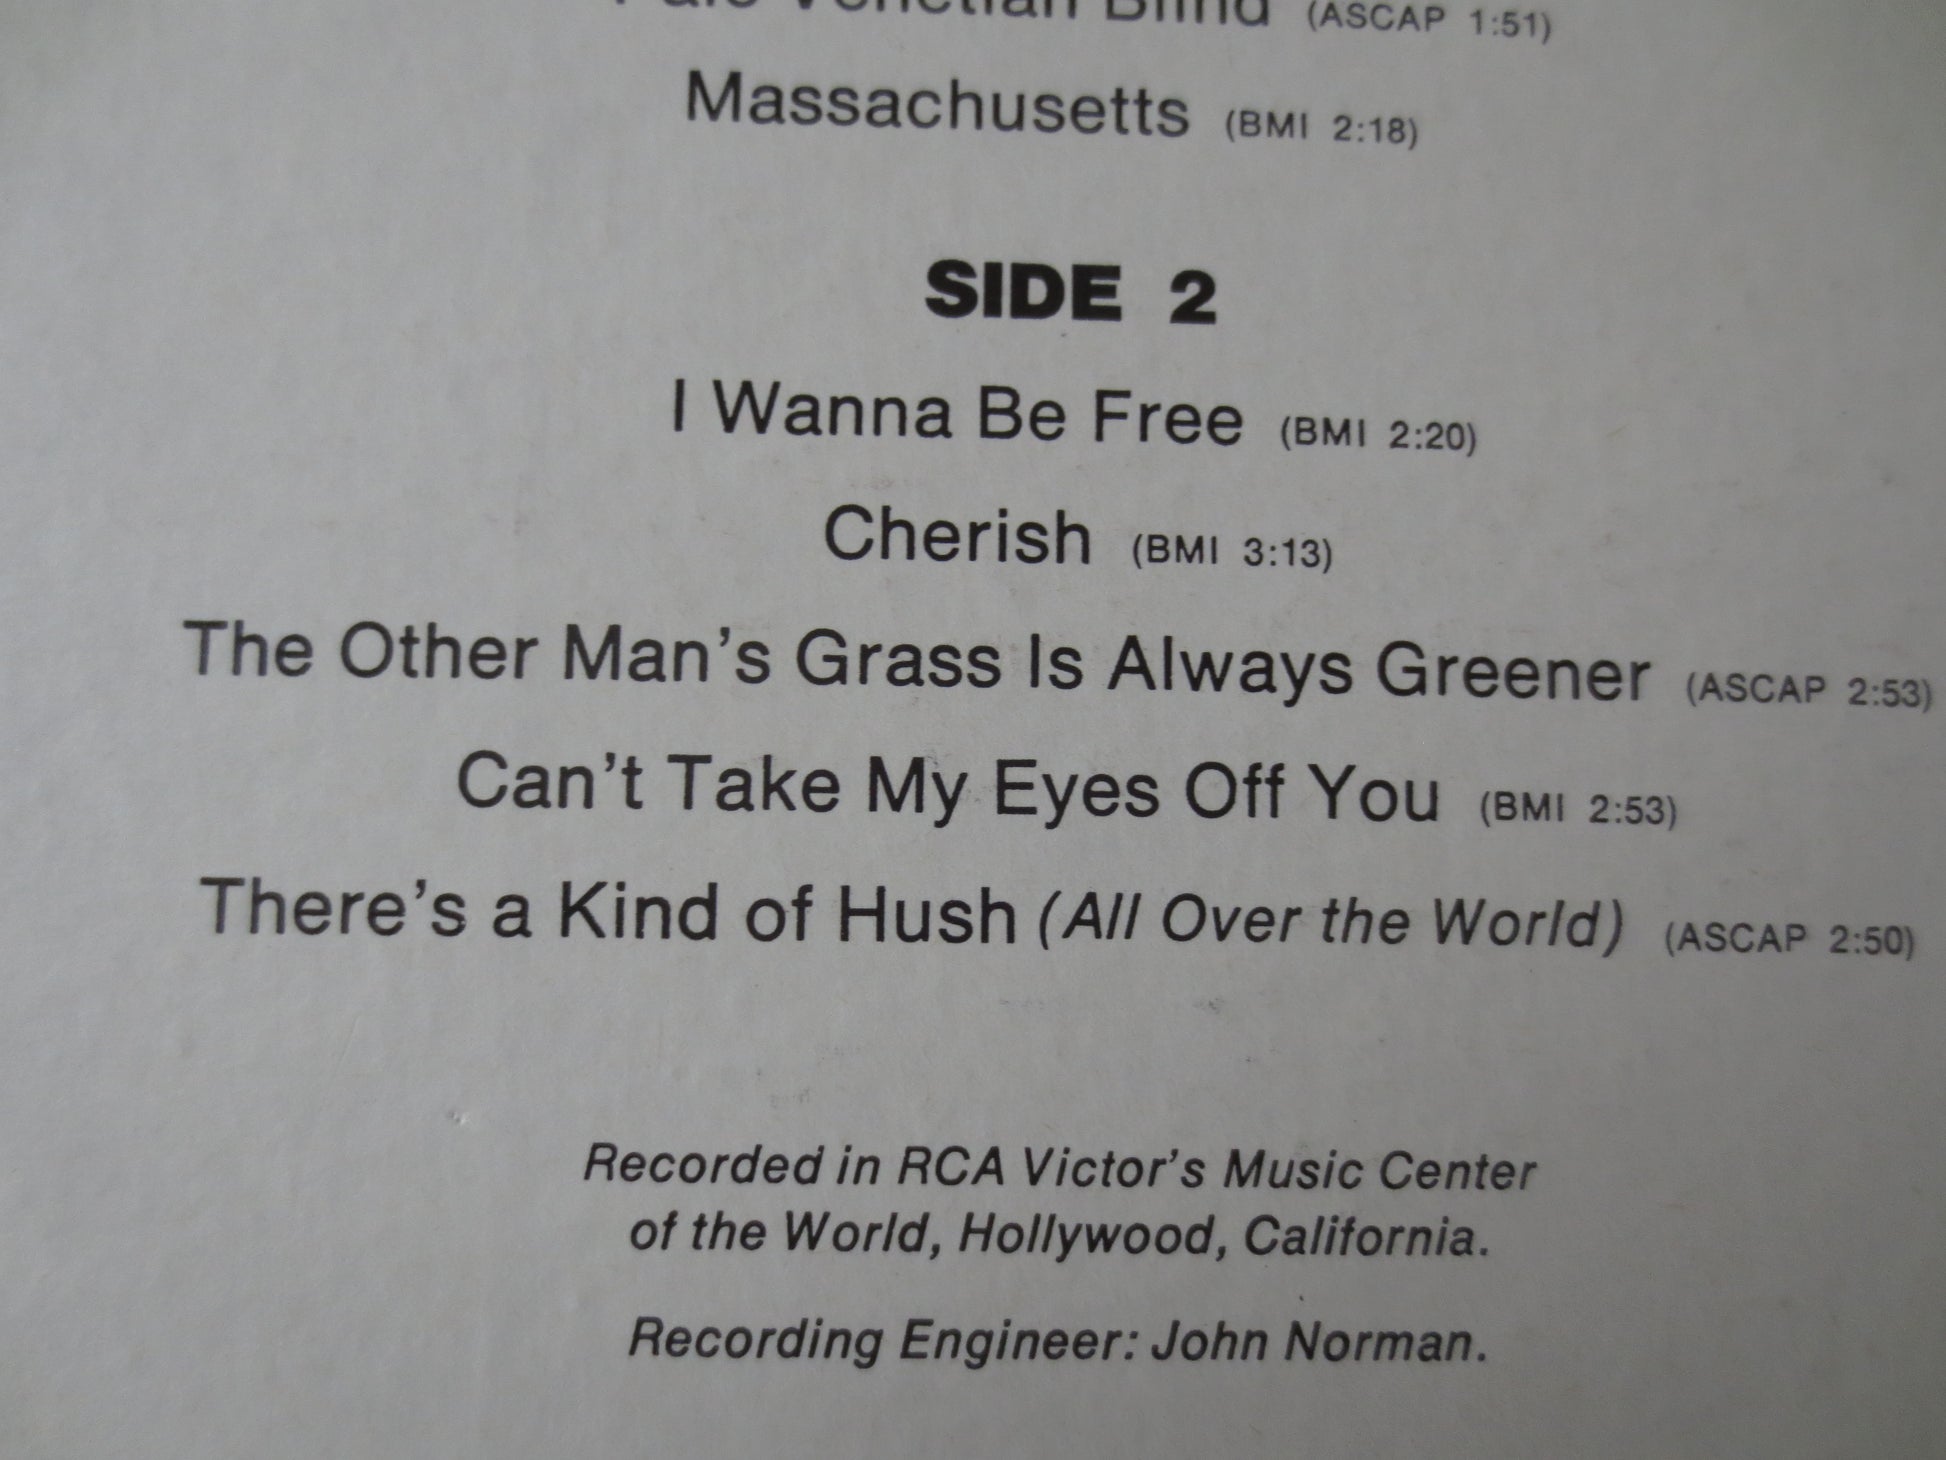 Pale Venetian Blind (ASCAP 1:51)
Massachusetts (BMI 2:18)
SIDE 2
I Wanna Be Free (BMI 2:20)
Cherish (BMI 3:13)
The Other Man's Grass Is Always Greener (ASCAP 2:53)
Can't Take My Eyes Off You (BMI 2:53)
There's a Kind of Hush (All Over the World) (ASCAP 2:50)
Recorded in RCA Victor's Music Center
of the World, Hollywood, California.
Recording Engineer: John Norman.